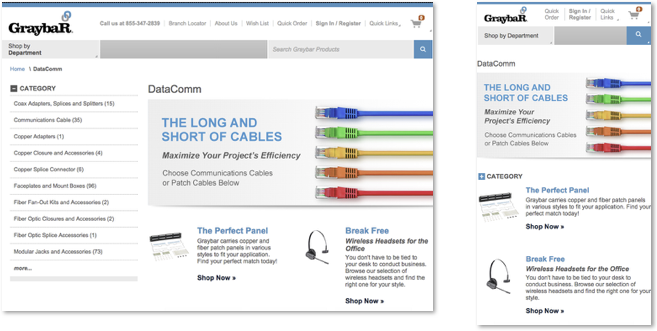 GraybaR
Call us at 855-347-2839 | Branch Locator | About Us | Wish List | Quick Order | Sign In / Register | Quick Links
0
Shop by
Department
Search Graybar Products
Home \ DataComm
CATEGORY
Coax Adapters, Splices and Splitters (15)
Communications Cable (35)
Copper Adapters (1)
Copper Closure and Accessories (4)
Copper Splice Connector (6)
Faceplates and Mount Boxes (96)
Fiber Fan-Out Kits and Accessories (2)
Fiber Optic Closures and Accessories (2)
Fiber Optic Splice Accessories (1)
Modular Jacks and Accessories (73)
more...
DataComm
THE LONG AND
SHORT OF CABLES
Maximize Your Project's Efficiency
Choose Communications Cables
or Patch Cables Below
The Perfect Panel
Graybar carries copper and
fiber patch panels in various
styles to fit your application.
Find your perfect match today!
Shop Now »
Break Free
Wireless Headsets for the
Office
You don't have to be tied to
your desk to conduct business.
Browse our selection of
wireless headsets and find the
right one for your style.
Shop Now »
GraybaR
Quick
Order
Sign In /
Register
Quick
Links
0
Shop by Department
DataComm
THE LONG AND
SHORT OF CABLES
Maximize Your Project's Efficiency
Choose Communications Cables
or Patch Cables Below
CATEGORY
The Perfect Panel
Graybar carries copper and fiber patch panels
in various styles to fit your application. Find your
perfect match today!
Shop Now »
Break Free
Wireless Headsets for the Office
You don't have to be tied to your desk to
conduct business. Browse our selection of
wireless headsets and find the right one for your
style.
Shop Now »